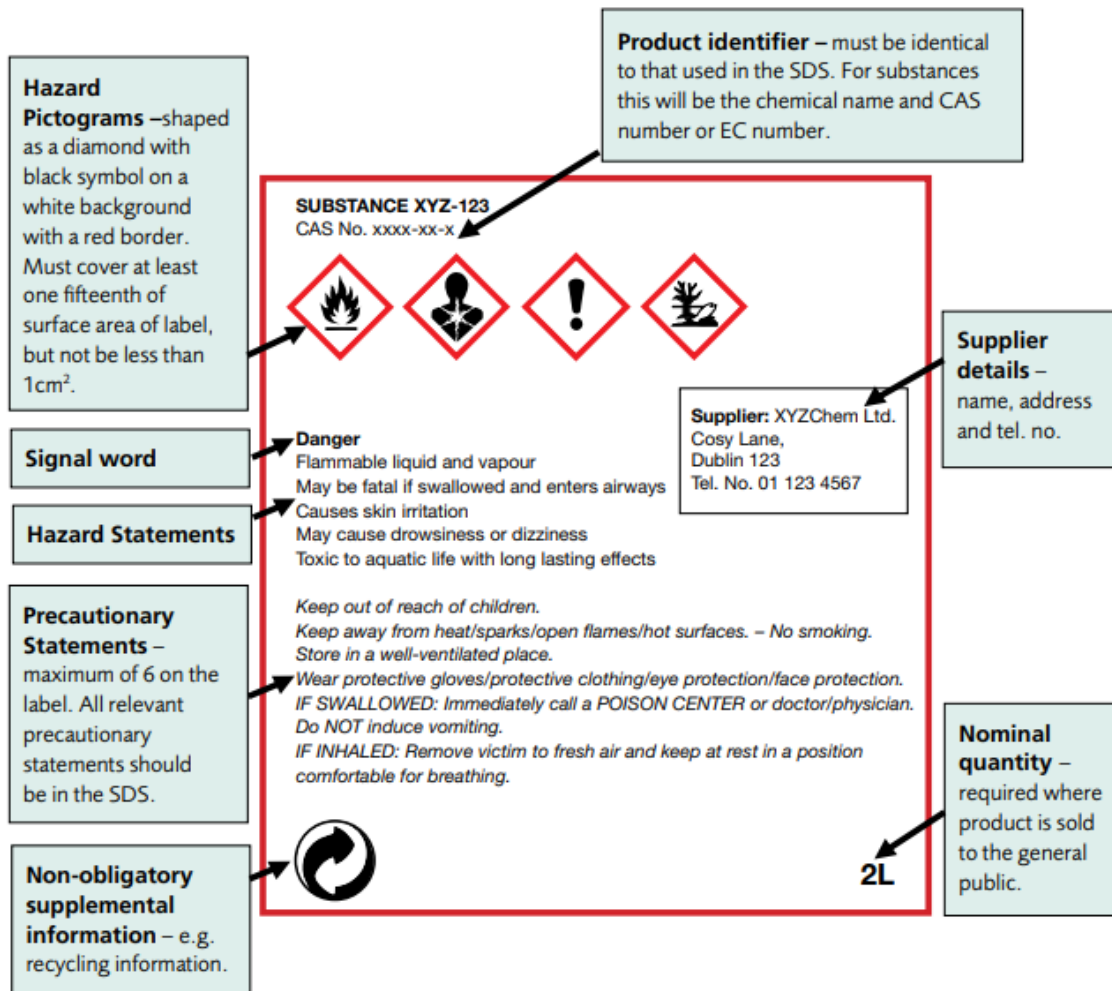 Product identifier – must be identical
to that used in the SDS. For substances
this will be the chemical name and CAS
number or EC number.
Hazard
Pictograms –shaped
as a diamond with
black symbol on a
white background
with a red border.
Must cover at least
one fifteenth of
surface area of label,
but not be less than
1cm².
SUBSTANCE XYZ-123
CAS No. xxxx-xx-x
Supplier
details –
name, address
and tel. no.
Supplier: XYZChem Ltd.
Cosy Lane,
Dublin 123
Tel. No. 01 123 4567
Signal word
Danger
Flammable liquid and vapour
May be fatal if swallowed and enters airways
Causes skin irritation
May cause drowsiness or dizziness
Toxic to aquatic life with long lasting effects
Hazard Statements
Precautionary
Statements –
maximum of 6 on the
label. All relevant
precautionary
statements should
be in the SDS.
Keep out of reach of children.
Keep away from heat/sparks/open flames/hot surfaces. – No smoking.
Store in a well-ventilated place.
Wear protective gloves/protective clothing/eye protection/face protection.
IF SWALLOWED: Immediately call a POISON CENTER or doctor/physician.
Do NOT induce vomiting.
IF INHALED: Remove victim to fresh air and keep at rest in a position
comfortable for breathing.
Nominal
quantity –
required where
product is sold
to the general
public.
Non-obligatory
supplemental
information – e.g.
recycling information.
2L